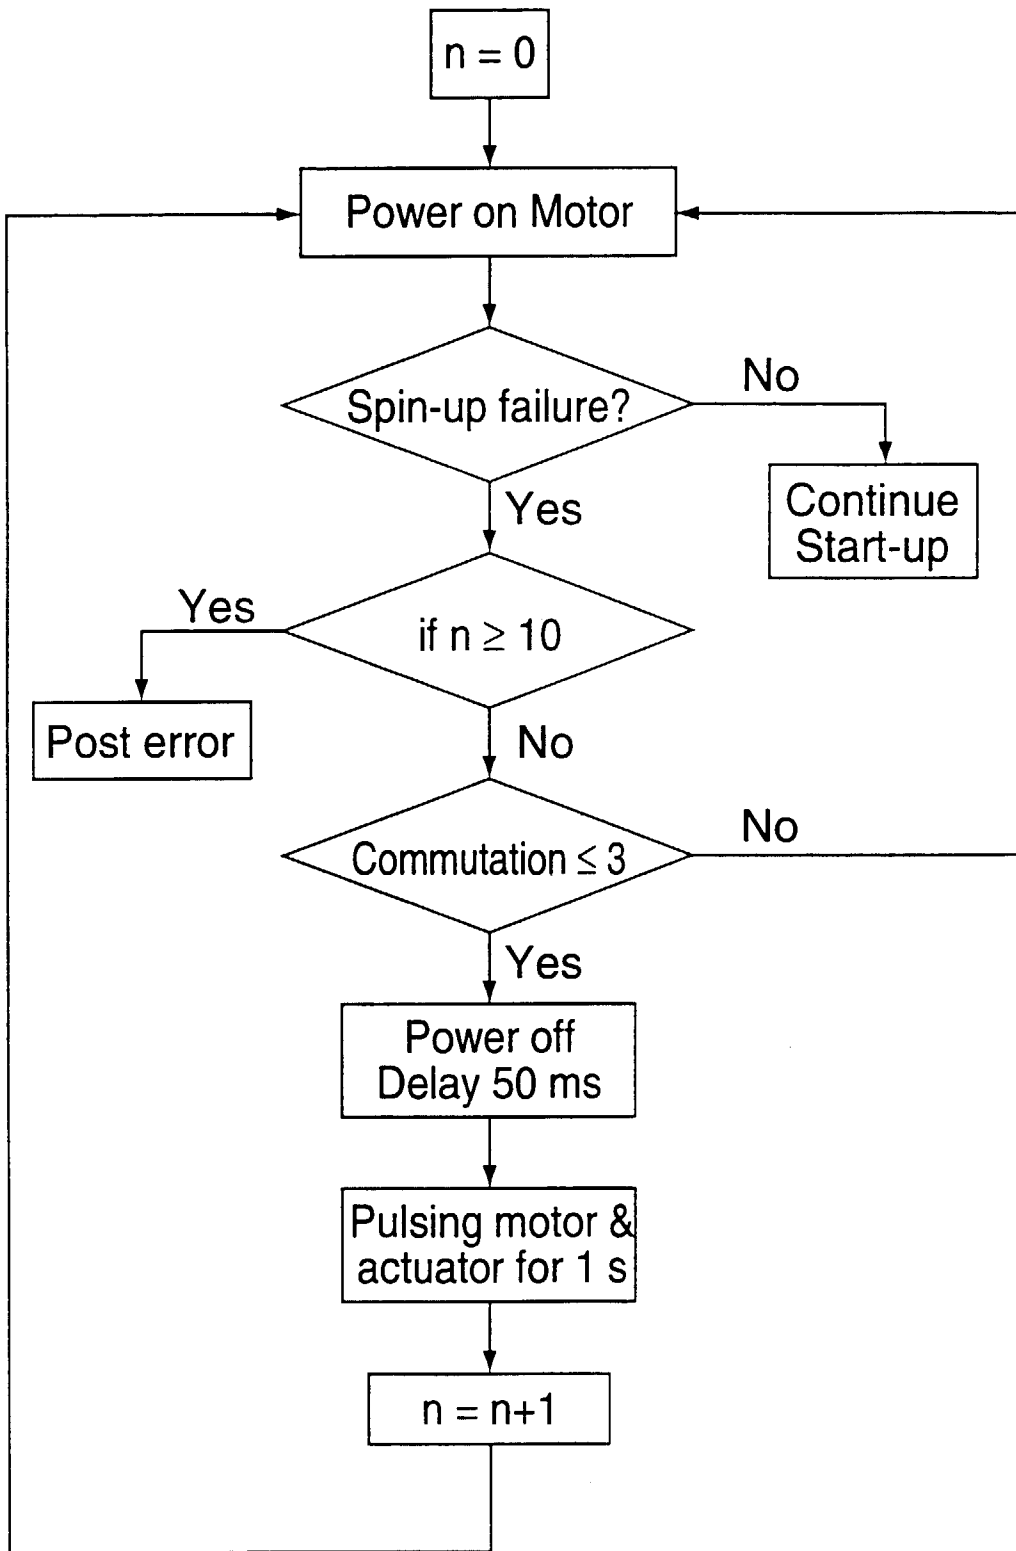 n = 0
Power on Motor
Spin-up failure?
No
Continue
Start-up
Yes
if n ≥ 10
Yes
Post error
No
Commutation ≤ 3
No
Yes
Power off
Delay 50 ms
Pulsing motor &
actuator for 1 s
n = n+1